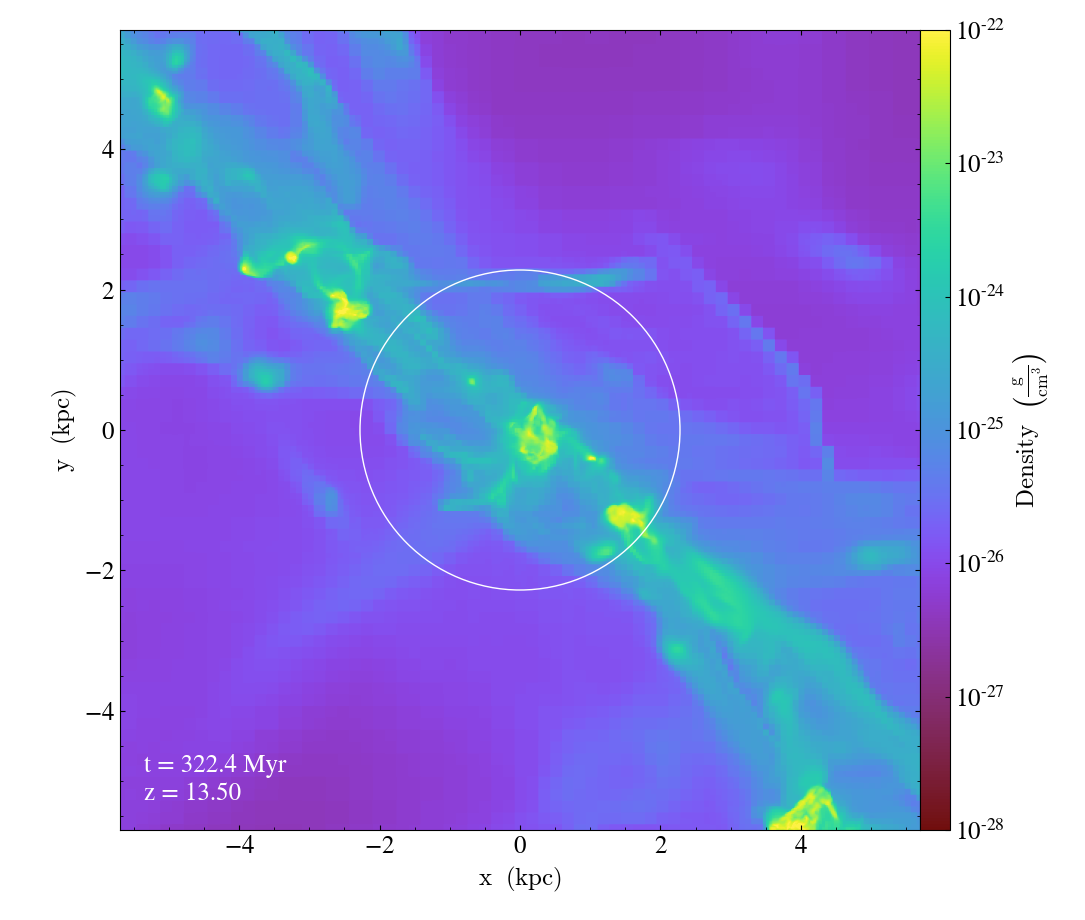 10-22
4
10-23
2
10-24
y (kpc)
0
10-25
Density (g/cm3)
−2
10-26
−4
10-27
t = 322.4 Myr
z = 13.50
10-28
−4 −2 0 2 4
x (kpc)